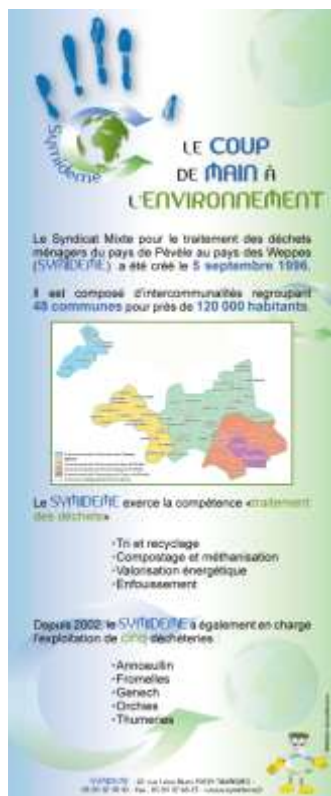 Symideme
LE COUP
DE MAIN À
L'ENVIRONNEMENT
Le Syndicat Mixte pour le traitement des déchets
ménagers du pays de Pévèle au pays des Weppes
(SYMIDEME) a été créé le 5 septembre 1996.
Il est composé d'intercommunalités regroupant
48 communes pour près de 120 000 habitants.
Le SYMIDEME exerce la compétence «traitement
des déchets»
•Tri et recyclage
•Compostage et méthanisation
•Valorisation énergétique
•Enfouissement
Depuis 2002, le SYMIDEME a également en charge
l'exploitation de cinq déchèteries :
•Annoeullin
•Fromelles
•Genech
•Orchies
•Thumeries
SYMIDEME